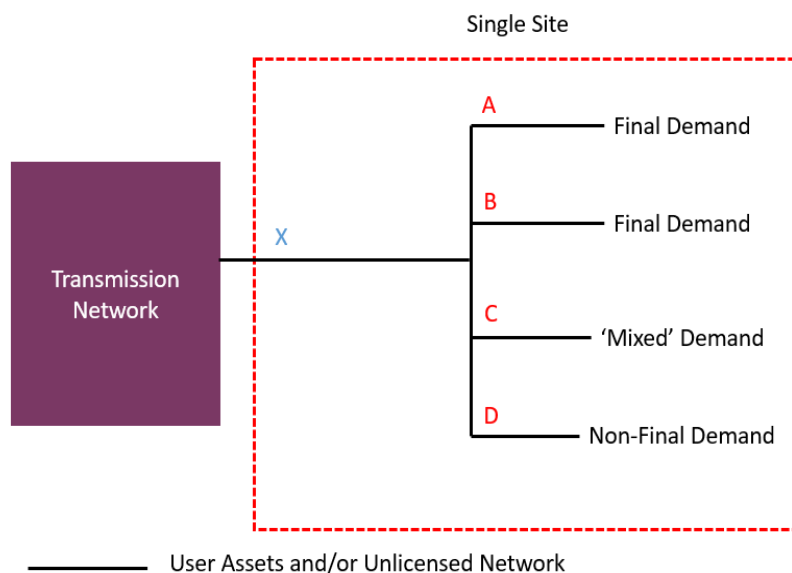 Single Site
A
Final Demand
B
Final Demand
X
Transmission
Network
C
‘Mixed’ Demand
D
Non-Final Demand
User Assets and/or Unlicensed Network